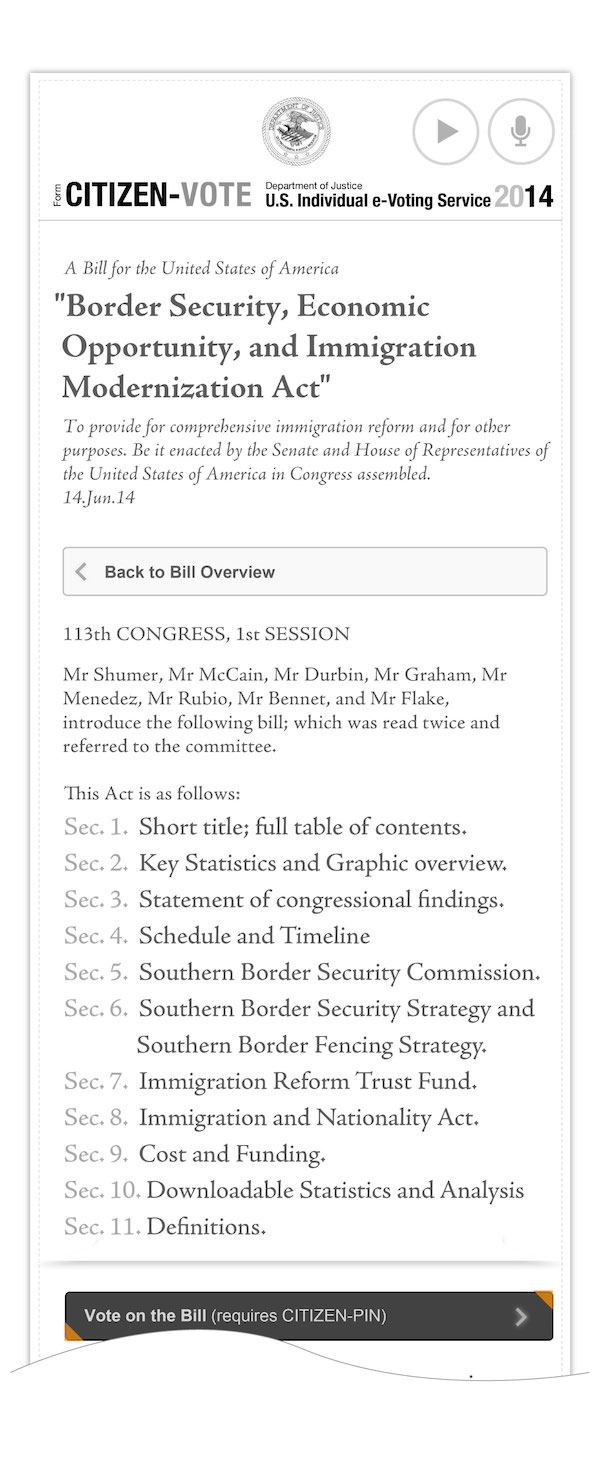 DEPARTMENT OF JUSTICE
Form
CITIZEN-VOTE
Department of Justice
U.S. Individual e-Voting Service 2014
A Bill for the United States of America
"Border Security, Economic
Opportunity, and Immigration
Modernization Act"
To provide for comprehensive immigration reform and for other
purposes. Be it enacted by the Senate and House of Representatives of
the United States of America in Congress assembled.
14.Jun.14
Back to Bill Overview
113th CONGRESS, 1st SESSION
Mr Shumer, Mr McCain, Mr Durbin, Mr Graham, Mr
Menedez, Mr Rubio, Mr Bennet, and Mr Flake,
introduce the following bill; which was read twice and
referred to the committee.
This Act is as follows:
Sec. 1. Short title; full table of contents.
Sec. 2. Key Statistics and Graphic overview.
Sec. 3. Statement of congressional findings.
Sec. 4. Schedule and Timeline
Sec. 5. Southern Border Security Commission.
Sec. 6. Southern Border Security Strategy and
Southern Border Fencing Strategy.
Sec. 7. Immigration Reform Trust Fund.
Sec. 8. Immigration and Nationality Act.
Sec. 9. Cost and Funding.
Sec. 10. Downloadable Statistics and Analysis
Sec. 11. Definitions.
Vote on the Bill (requires CITIZEN-PIN)